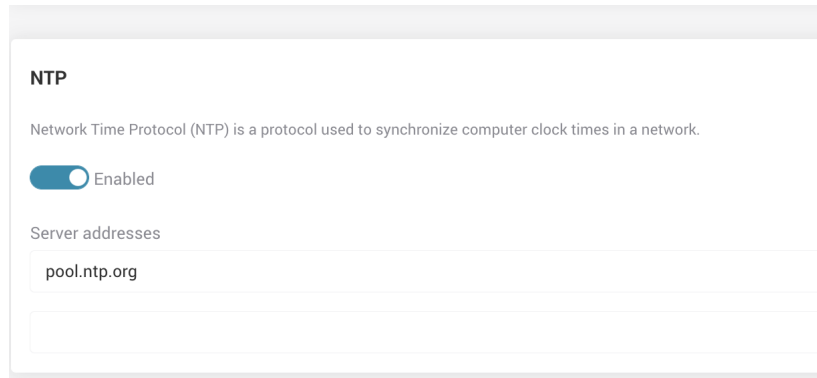 NTP
Network Time Protocol (NTP) is a protocol used to synchronize computer clock times in a network.
Enabled
Server addresses
pool.ntp.org